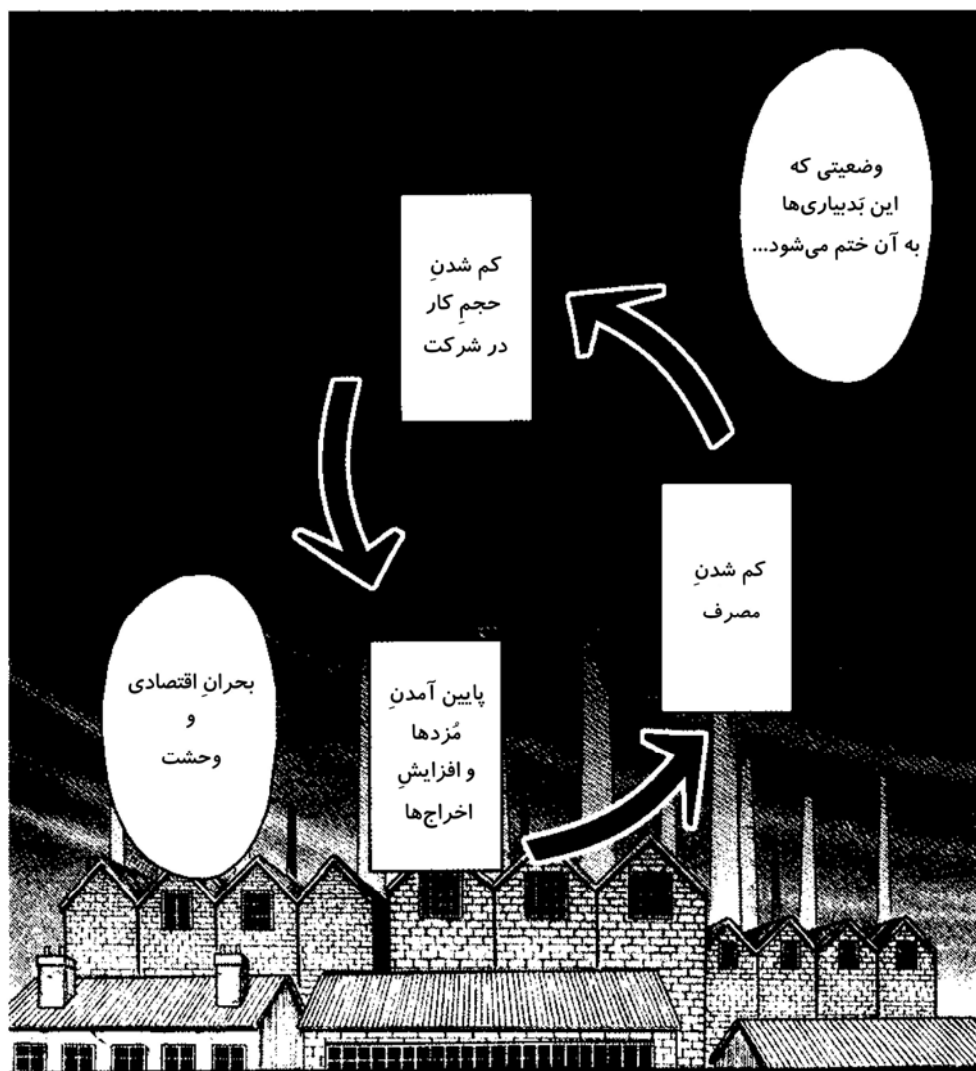 وضعیتی که
این بَدبیاری‌ها
به آن ختم می‌شود...
کم شدنِ
حجمِ کار
در شرکت
کم شدنِ
مصرف
پایین آمدنِ
مُزدها
و افزایشِ
اخراج‌ها
بحرانِ اقتصادی
و
وحشت